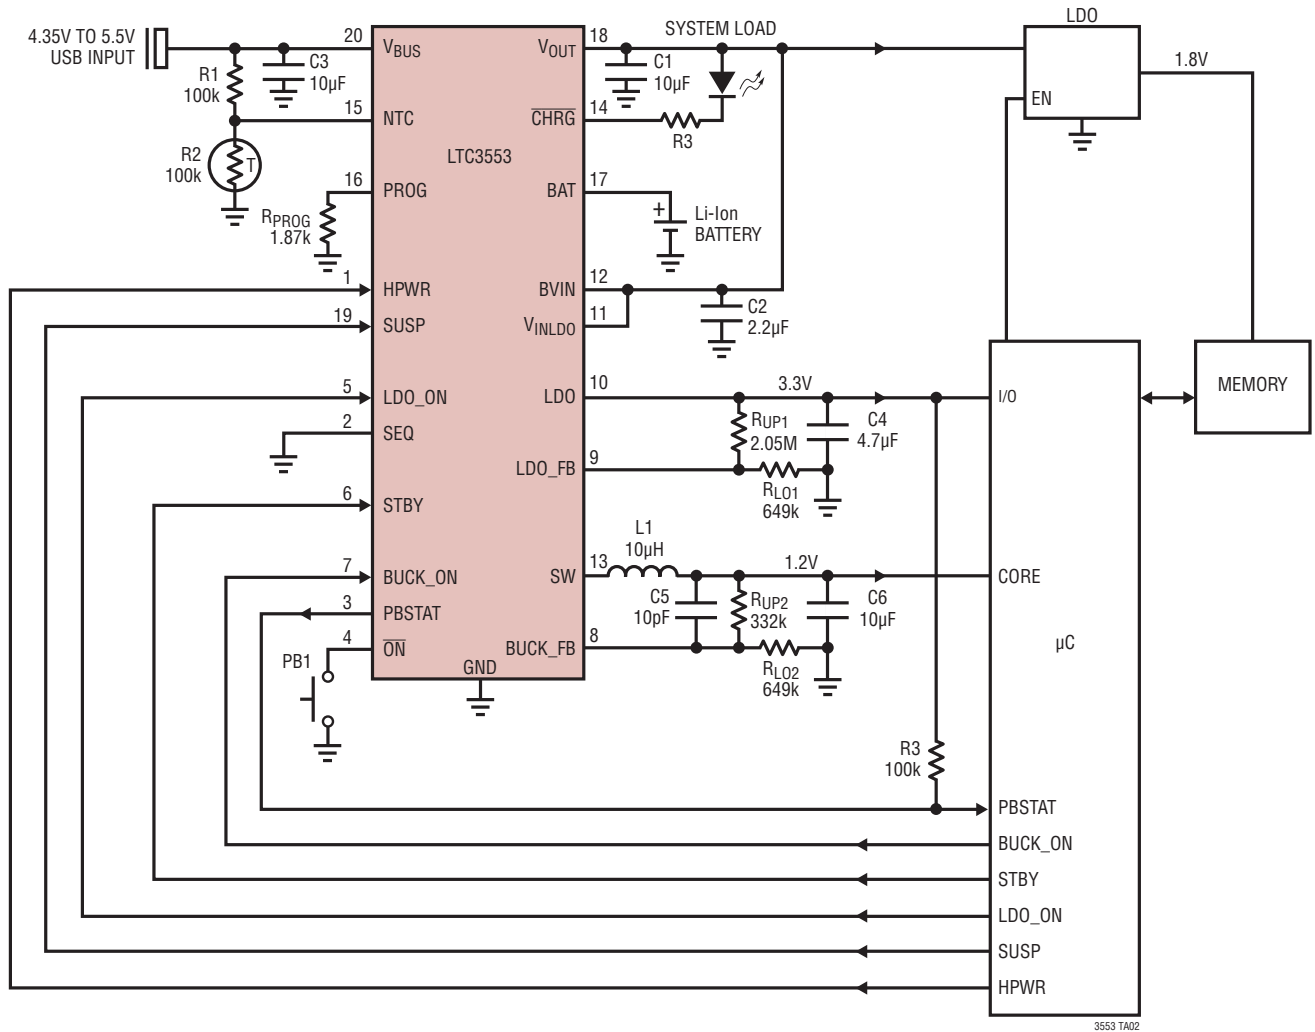 LDO
4.35V TO 5.5V
USB INPUT
20
VBUS
VOUT
18
SYSTEM LOAD
1.8V
R1
100k
C3
10µF
C1
10µF
EN
15
NTC
CHRG
14
R3
LTC3553
R2
100k
T
16
PROG
BAT
17
RPROG
1.87k
+
Li-Ion
BATTERY
1
HPWR
BVIN
12
19
SUSP
VINLDO
11
C2
2.2µF
5
LDO_ON
LDO
10
3.3V
I/O
MEMORY
2
SEQ
RUP1
2.05M
C4
4.7µF
LDO_FB
9
RLO1
649k
6
STBY
L1
10µH
7
BUCK_ON
SW
13
1.2V
CORE
3
PBSTAT
C5
10pF
RUP2
332k
C6
10µF
4
ON
BUCK_FB
8
µC
PB1
GND
RLO2
649k
R3
100k
PBSTAT
BUCK_ON
STBY
LDO_ON
SUSP
HPWR
3553 TA02